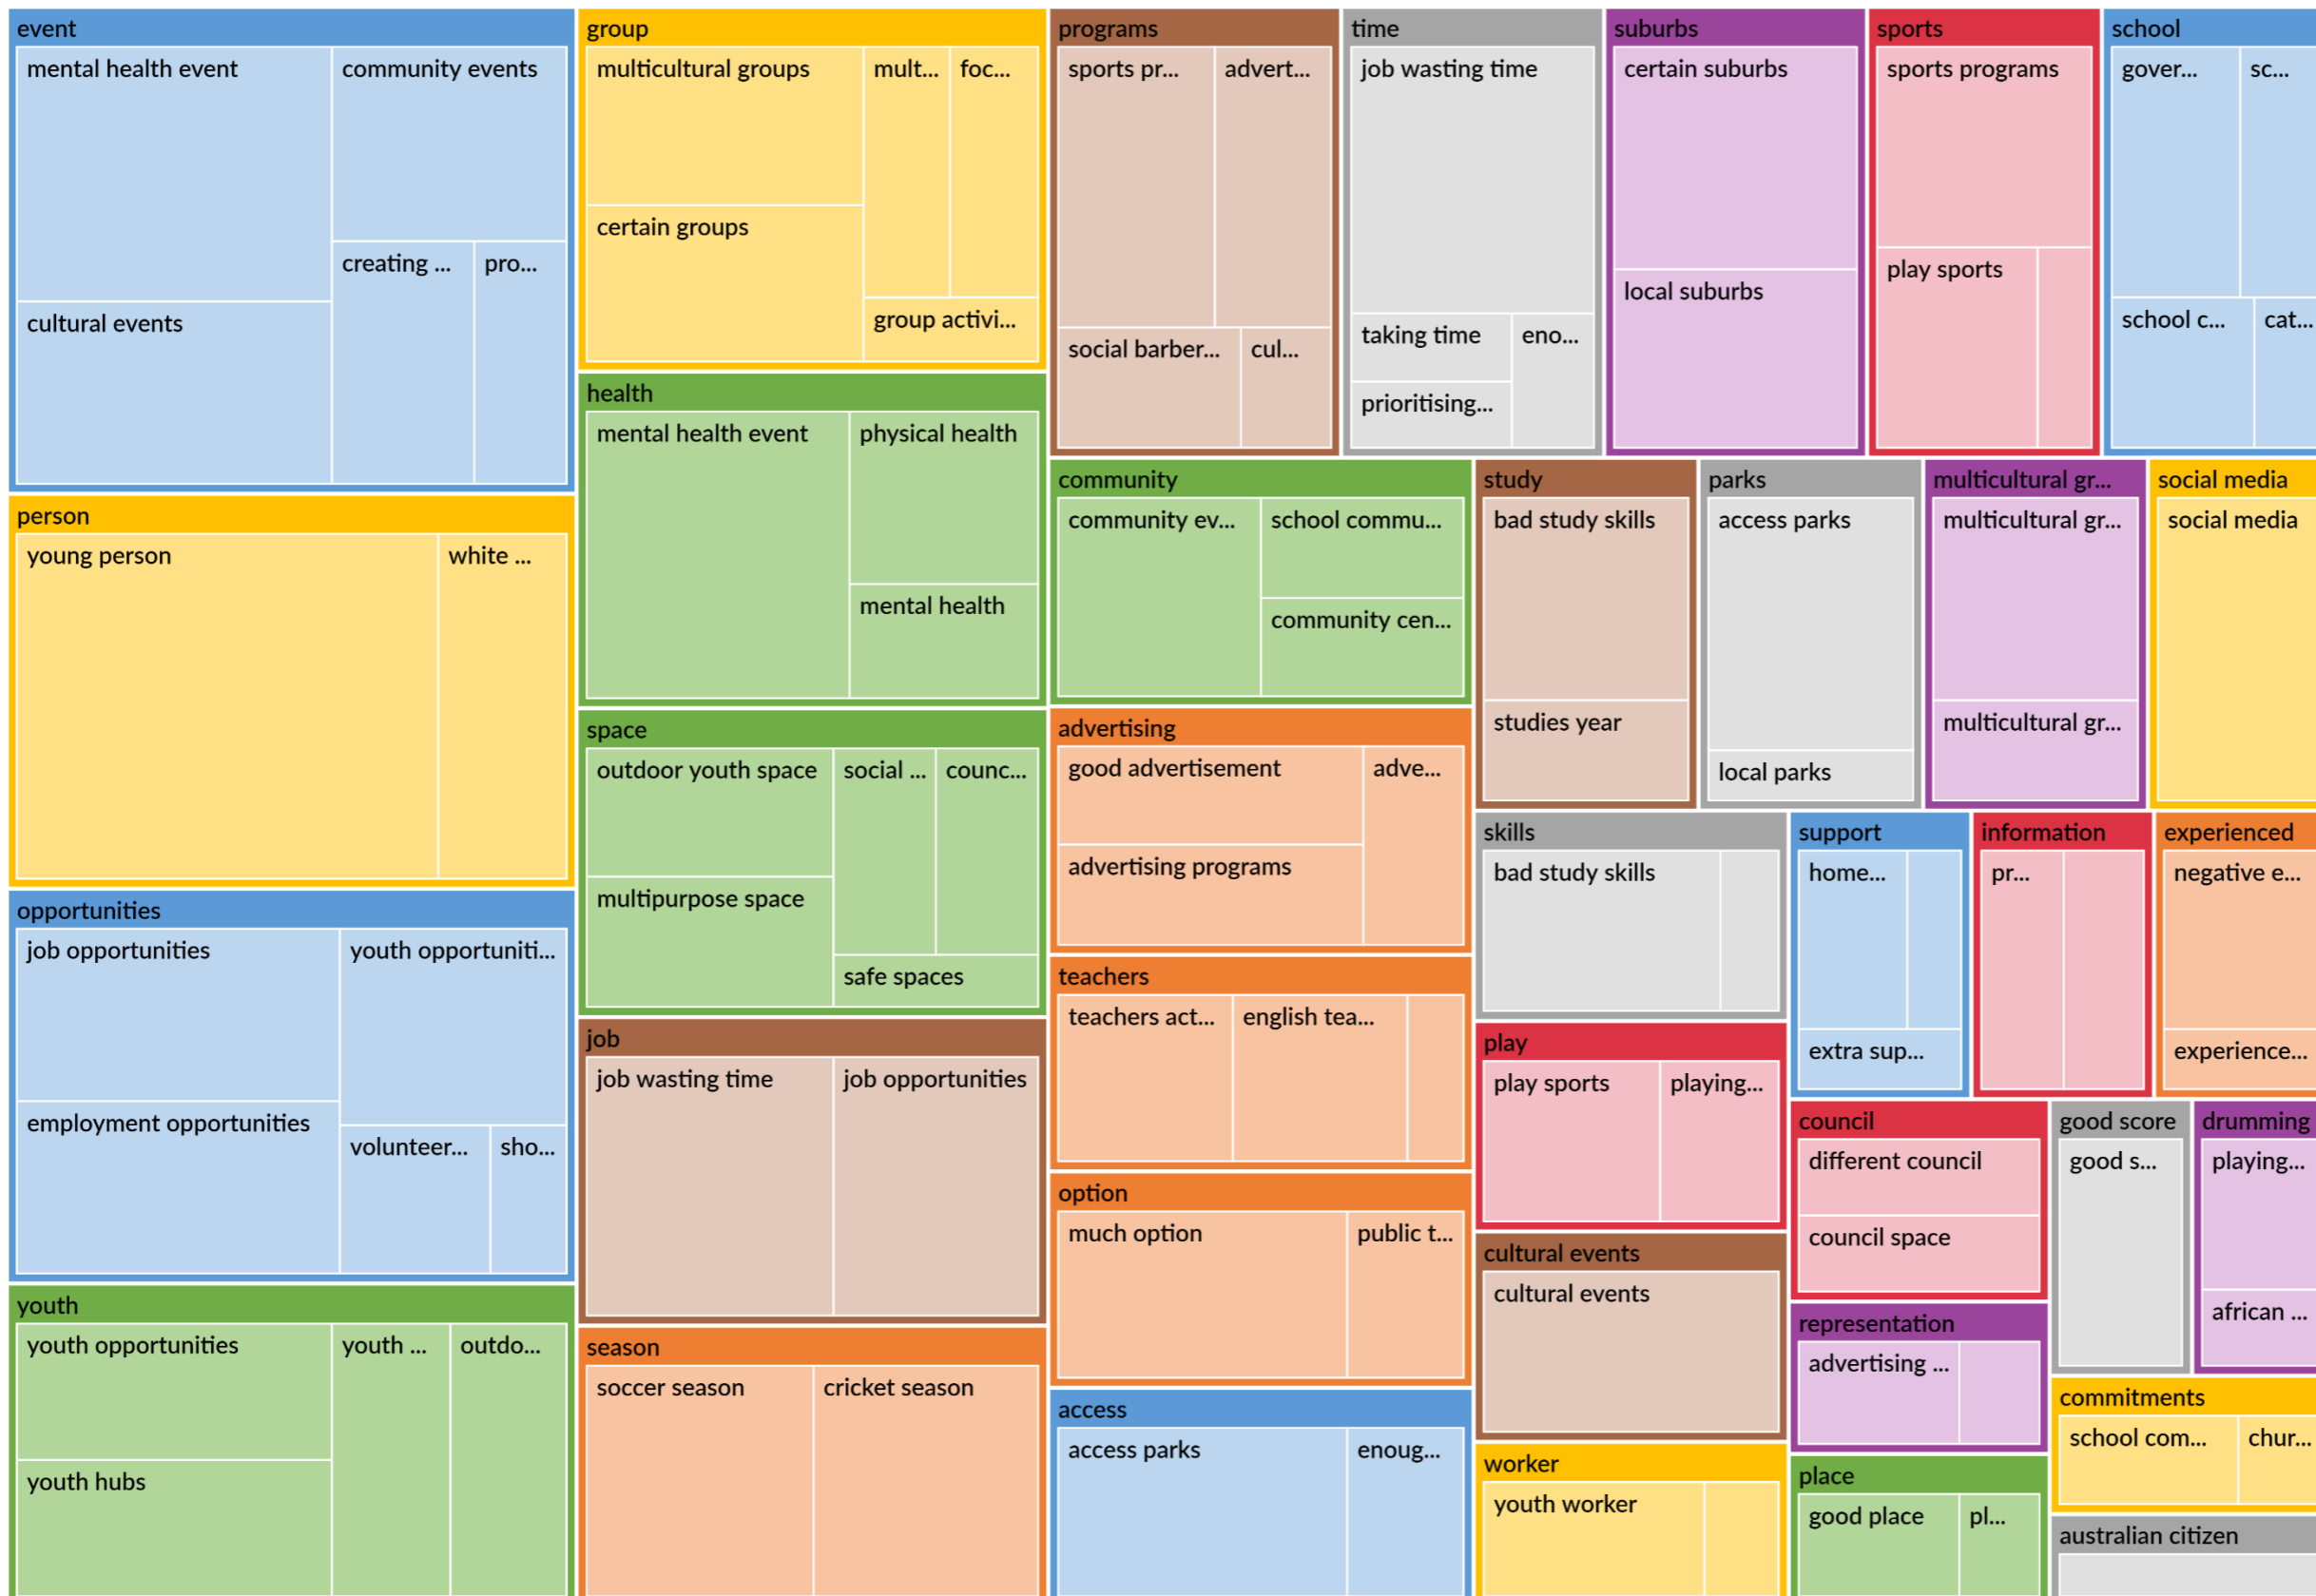 event
mental health event
community events
creating ...
pro...
cultural events
person
young person
white ...
opportunities
job opportunities
youth opportuniti...
employment opportunities
volunteer...
sho...
youth
youth opportunities
youth ...
outdo...
youth hubs
group
multicultural groups
mult...
foc...
certain groups
group activi...
health
mental health event
physical health
mental health
space
outdoor youth space
social ...
counc...
multipurpose space
safe spaces
job
job wasting time
job opportunities
season
soccer season
cricket season
programs
sports pr...
advert...
social barber...
cul...
time
job wasting time
taking time
eno...
prioritising...
suburbs
certain suburbs
local suburbs
sports
sports programs
play sports
school
gover...
sc...
school c...
cat...
community
community ev...
school commu...
community cen...
advertising
good advertisement
adve...
advertising programs
teachers
teachers act...
english tea...
option
much option
public t...
access
access parks
enoug...
study
bad study skills
studies year
parks
access parks
local parks
multicultural gr...
multicultural gr...
multicultural gr...
social media
social media
skills
bad study skills
play
play sports
playing...
cultural events
cultural events
worker
youth worker
support
home...
extra sup...
information
pr...
experienced
negative e...
experience...
council
different council
council space
representation
advertising ...
place
good place
pl...
good score
good s...
drumming
playing...
african ...
commitments
school com...
chur...
australian citizen